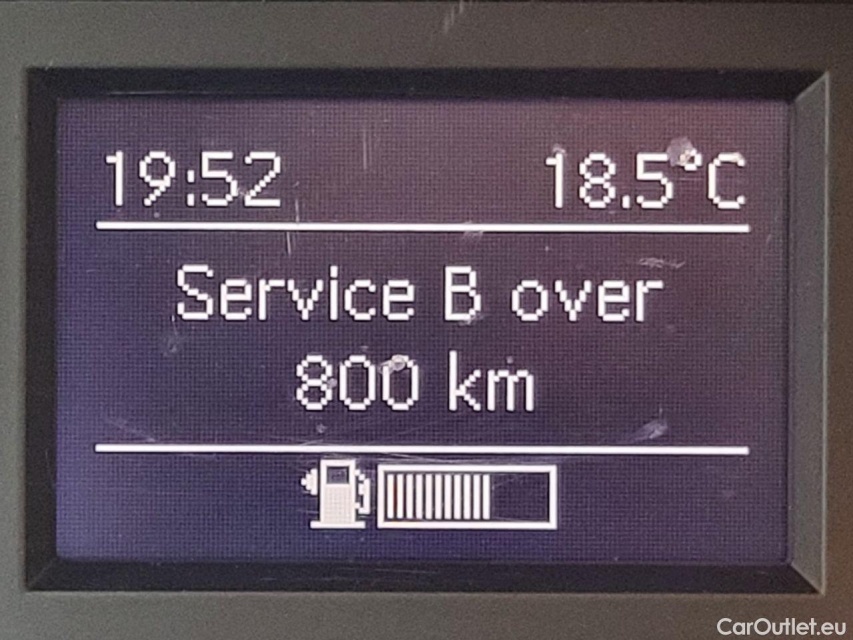 19:52 18.5°C
Service B over
800 km
CarOutlet.eu